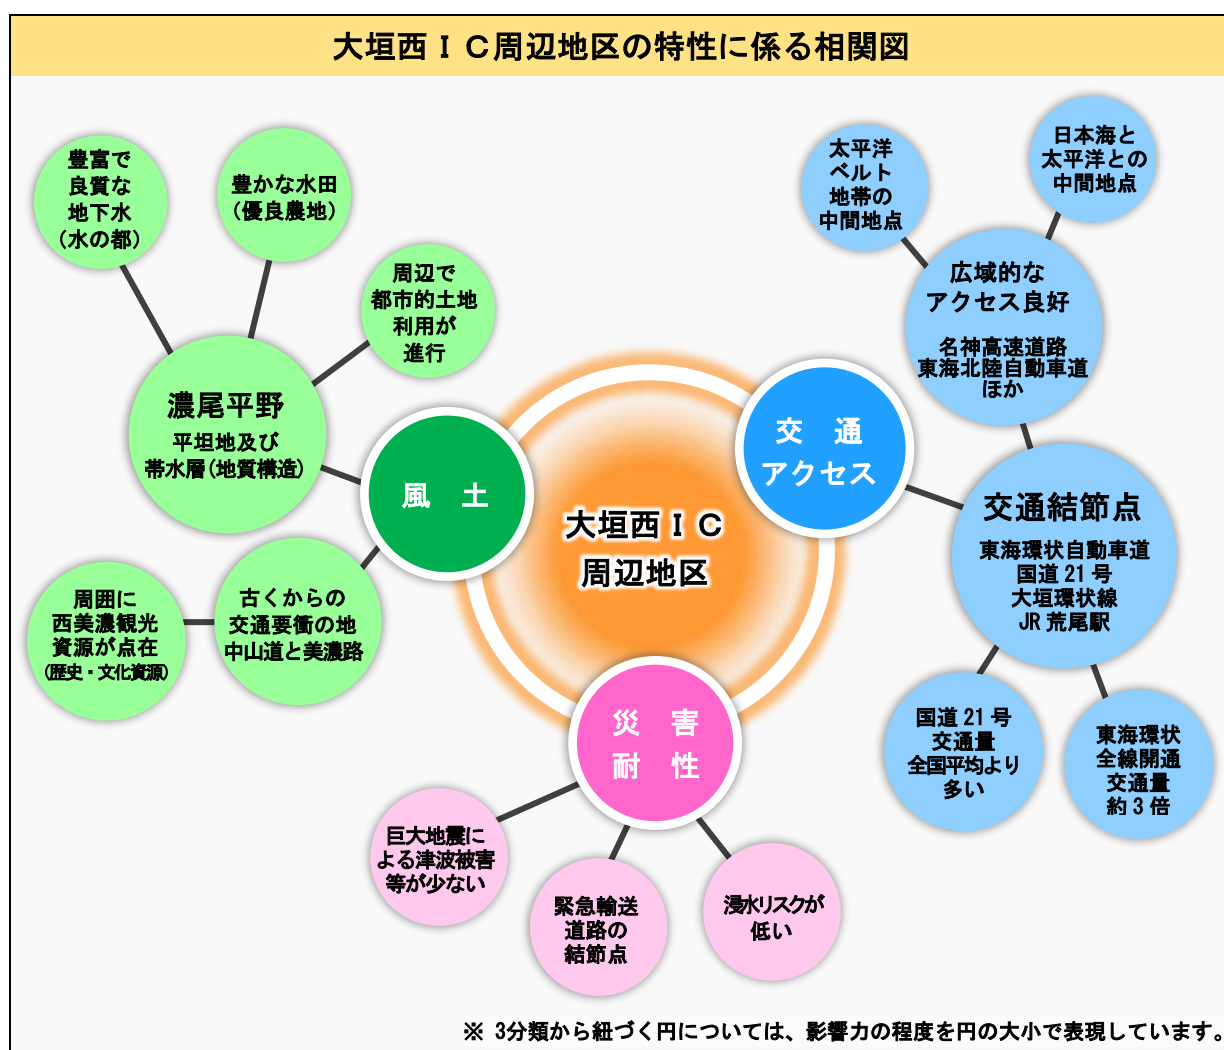 大垣西ＩＣ周辺地区の特性に係る相関図
豊富で
良質な
地下水
(水の都)
豊かな水田
(優良農地)
周辺で
都市的土地
利用が
進行
濃尾平野
平坦地及び
帯水層(地質構造)
風　土
周囲に
西美濃観光
資源が点在
(歴史・文化資源)
古くからの
交通要衝の地
中山道と美濃路
大垣西ＩＣ
周辺地区
太平洋
ベルト
地帯の
中間地点
日本海と
太平洋との
中間地点
広域的な
アクセス良好
名神高速道路
東海北陸自動車道
ほか
交　通
アクセス
交通結節点
東海環状自動車道
国道21号
大垣環状線
JR荒尾駅
国道21号
交通量
全国平均より
多い
東海環状
全線開通
交通量
約3倍
災　害
耐　性
巨大地震に
よる津波被害
等が少ない
緊急輸送
道路の
結節点
浸水リスクが
低い
※ 3分類から紐づく円については、影響力の程度を円の大小で表現しています。